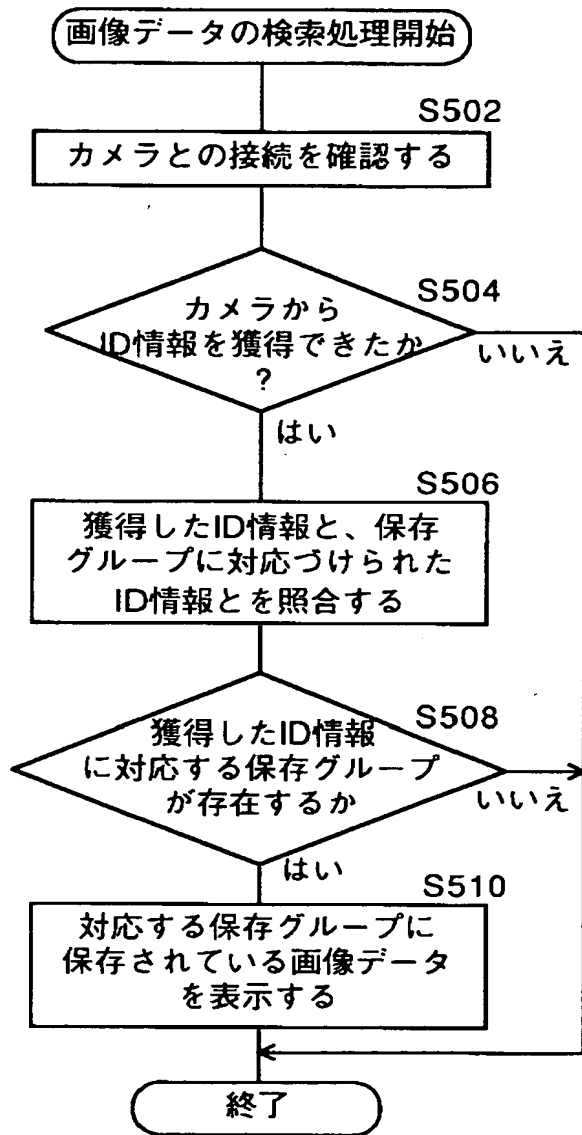 画像データの検索処理開始
S502
カメラとの接続を確認する
S504
カメラから
ID情報を獲得できたか
?
いいえ
はい
S506
獲得したID情報と、保存
グループに対応づけられた
ID情報とを照合する
S508
獲得したID情報
に対応する保存グループ
が存在するか
いいえ
はい
S510
対応する保存グループに
保存されている画像データ
を表示する
終了